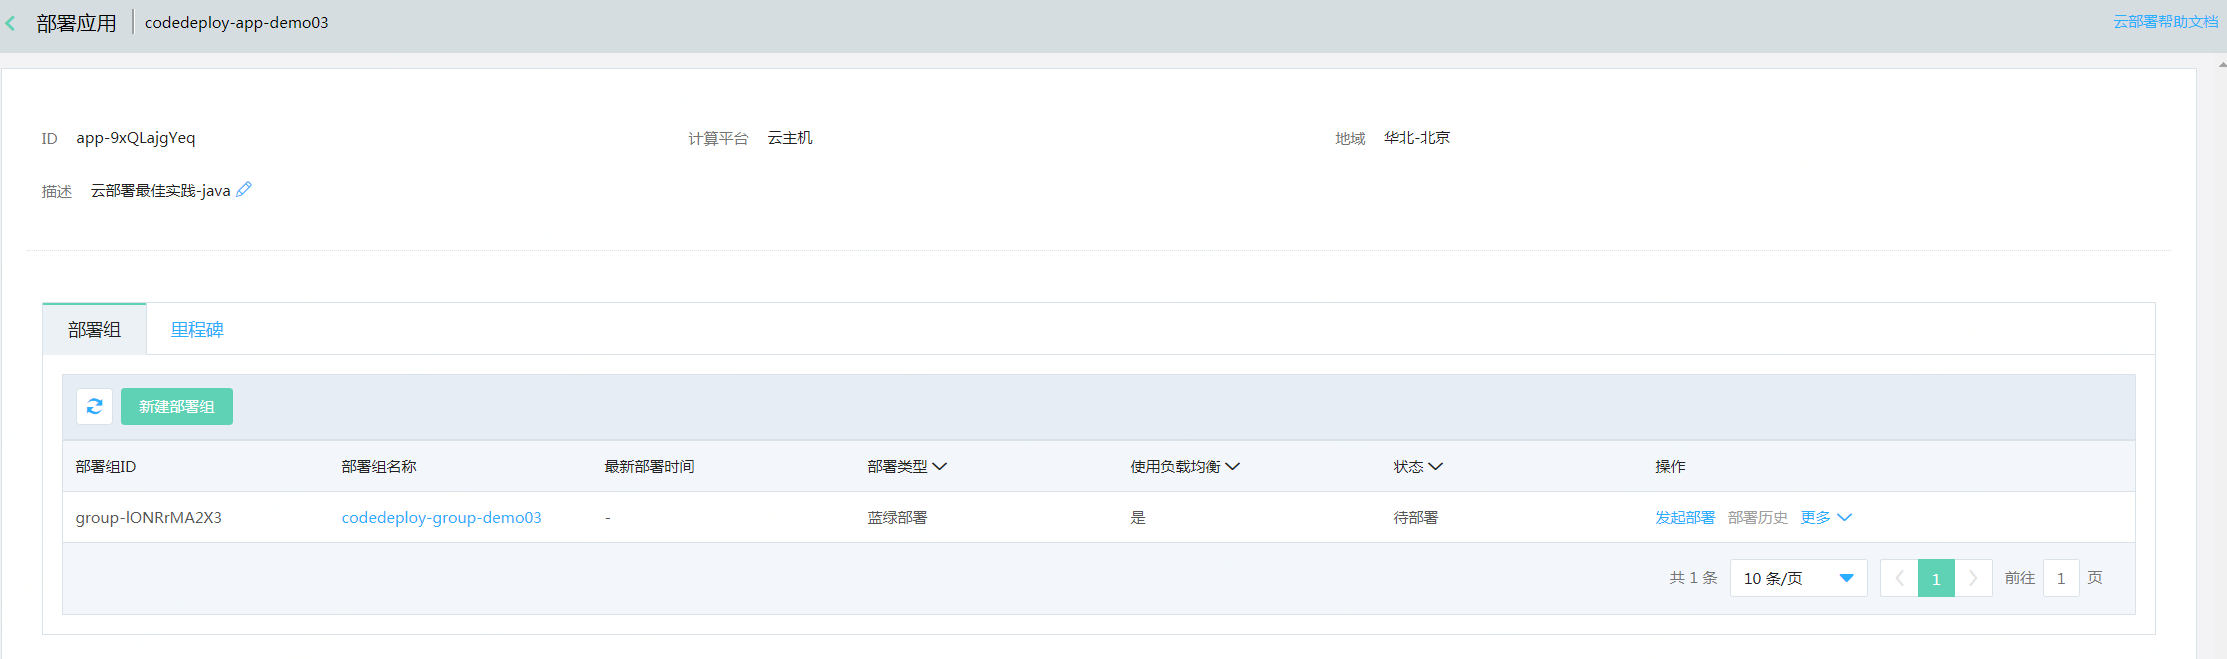 部署应用 codedeploy-app-demo03 云部署帮助文档
ID app-9xQLajgYeq 计算平台 云主机 地域 华北-北京
描述 云部署最佳实践-java
部署组 里程碑
新建部署组
部署组ID 部署组名称 最新部署时间 部署类型 使用负载均衡 状态 操作
group-lONRrMA2X3 codedeploy-group-demo03 - 蓝绿部署 是 待部署 发起部署 部署历史 更多
共 1 条 10 条/页 1 前往 1 页